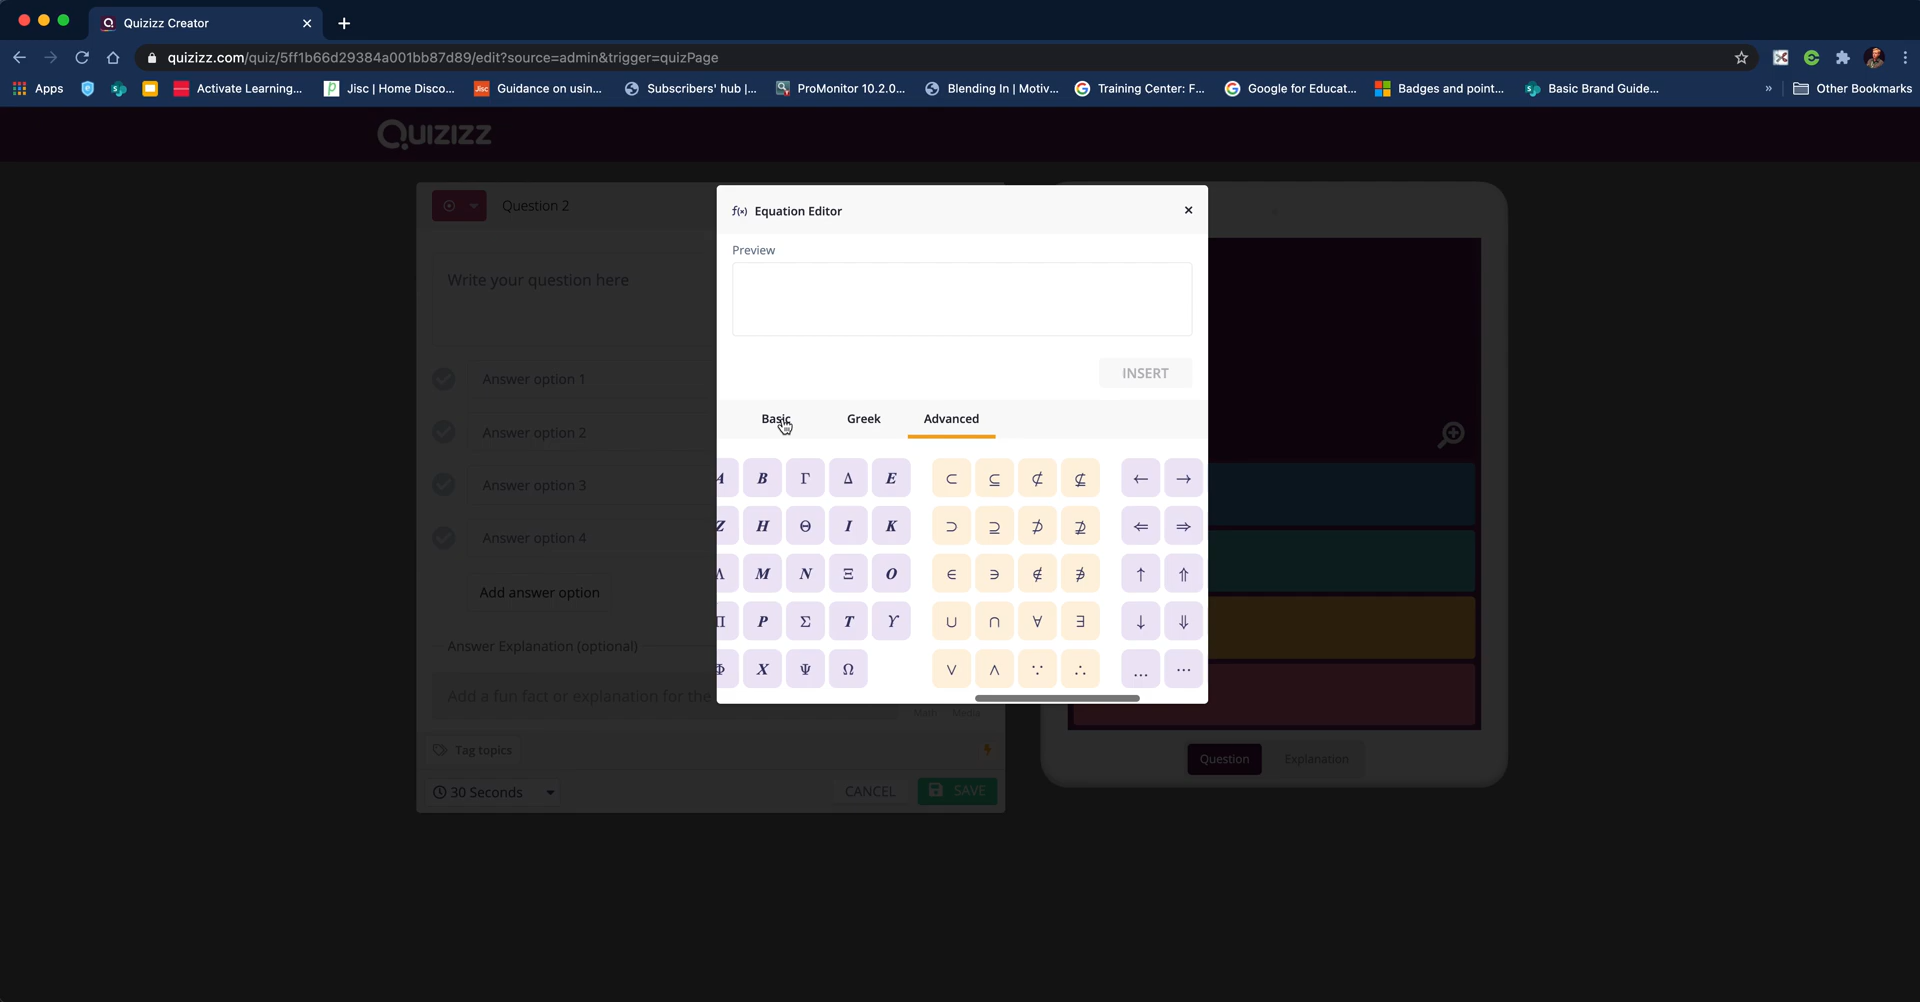 Quizizz Creator
quizizz.com/quiz/5ff1b66d29384a001bb87d89/edit?source=admin&trigger=quizPage
Apps
Activate Learning...
Jisc | Home Disco...
Guidance on usin...
Subscribers' hub |...
ProMonitor 10.2.0...
Blending In | Motiv...
Training Center: F...
Google for Educat...
Badges and point...
Basic Brand Guide...
»
Other Bookmarks
Quizizz
Question 2
Write your question here
Answer option 1
Answer option 2
Answer option 3
Answer option 4
Add answer option
Answer Explanation (optional)
Add a fun fact or explanation for the
Math Media
Tag topics
30 Seconds
CANCEL
SAVE
f(x) Equation Editor
Preview
INSERT
Basic Greek Advanced
A B Γ Δ E ⊂ ⊆ ⊄ ⊈ ← →
Z H Θ I K ⊃ ⊇ ⊅ ⊉ ⇐ ⇒
Λ M N Ξ O ∈ ∋ ∉ ∌ ↑ ⇑
Π P Σ T ϒ ∪ ∩ ∀ ∃ ↓ ⇓
Φ X Ψ Ω ∨ ∧ ∵ ∴ … ⋯
Question
Explanation